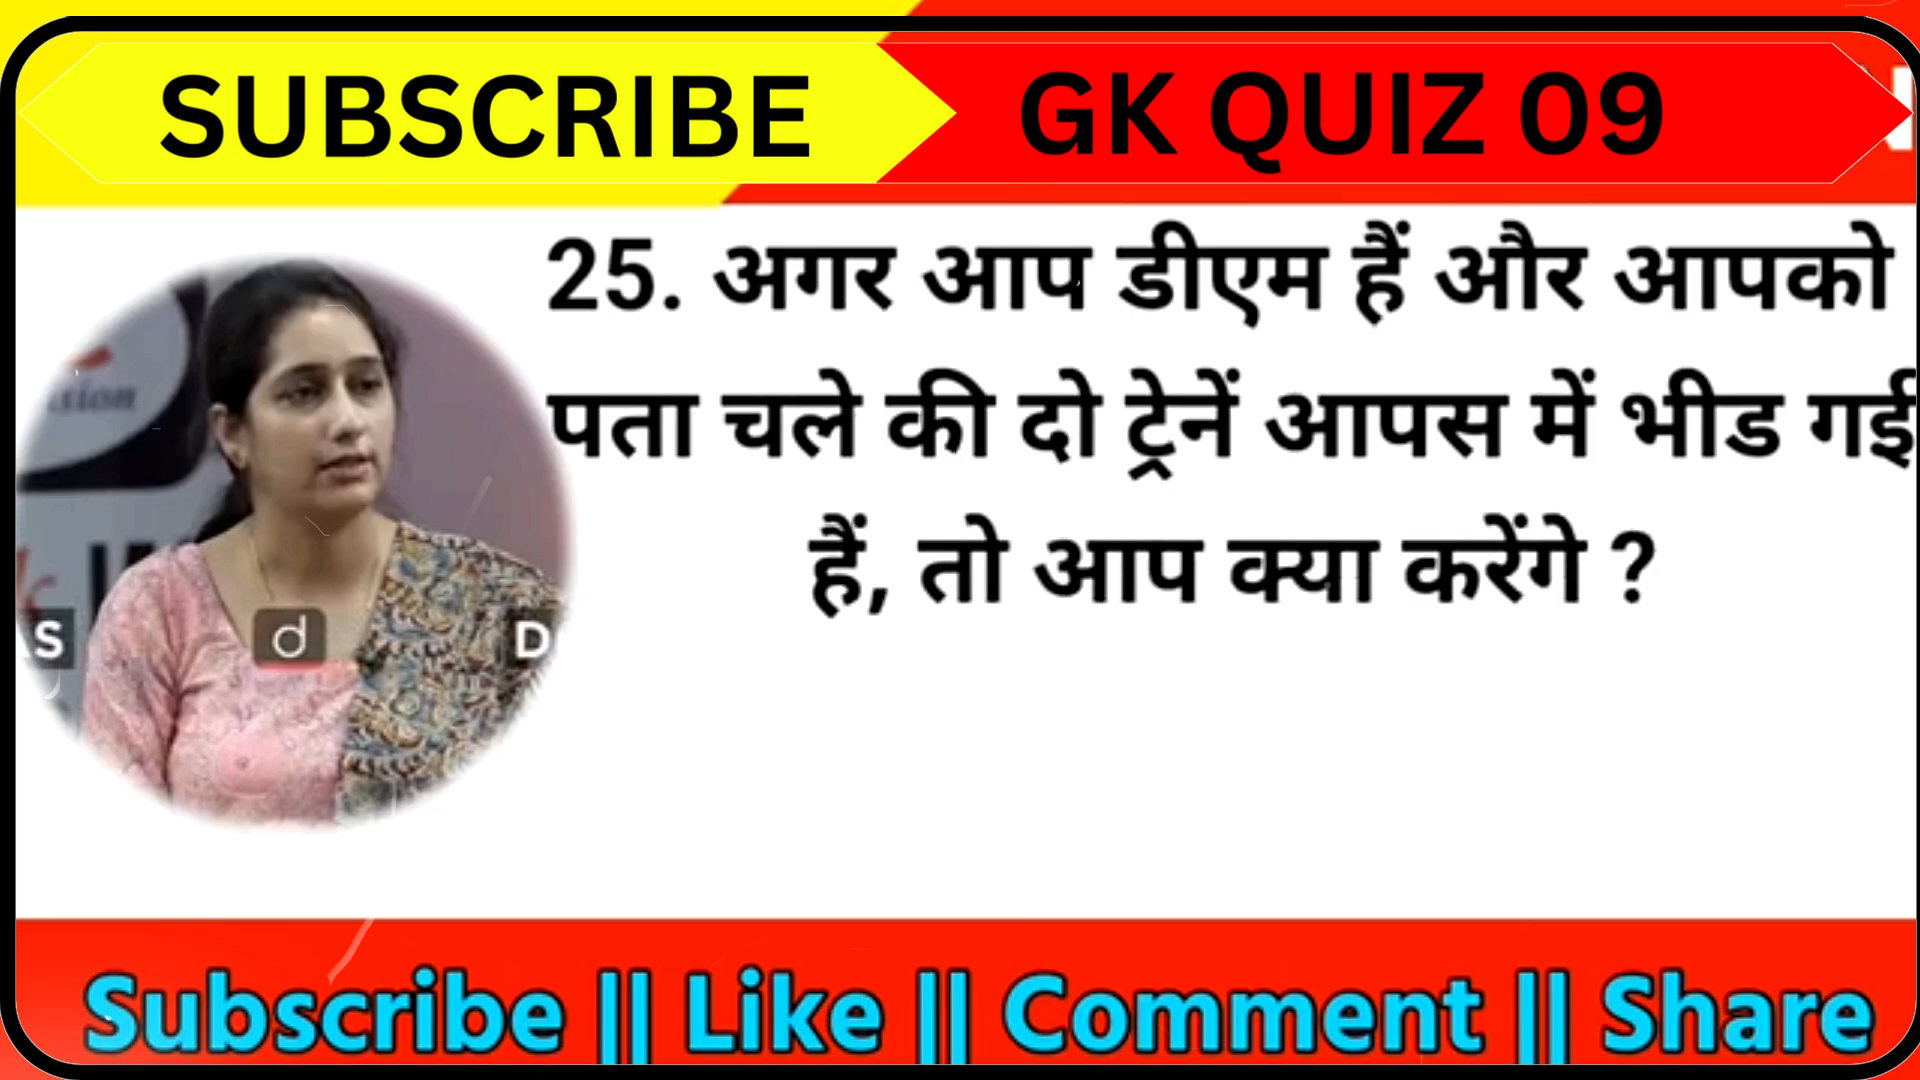 SUBSCRIBE GK QUIZ 09
25. अगर आप डीएम हैं और आपको
पता चले की दो ट्रेनें आपस में भीड गई
हैं, तो आप क्या करेंगे ?
sion
S d D
Subscribe || Like || Comment || Share